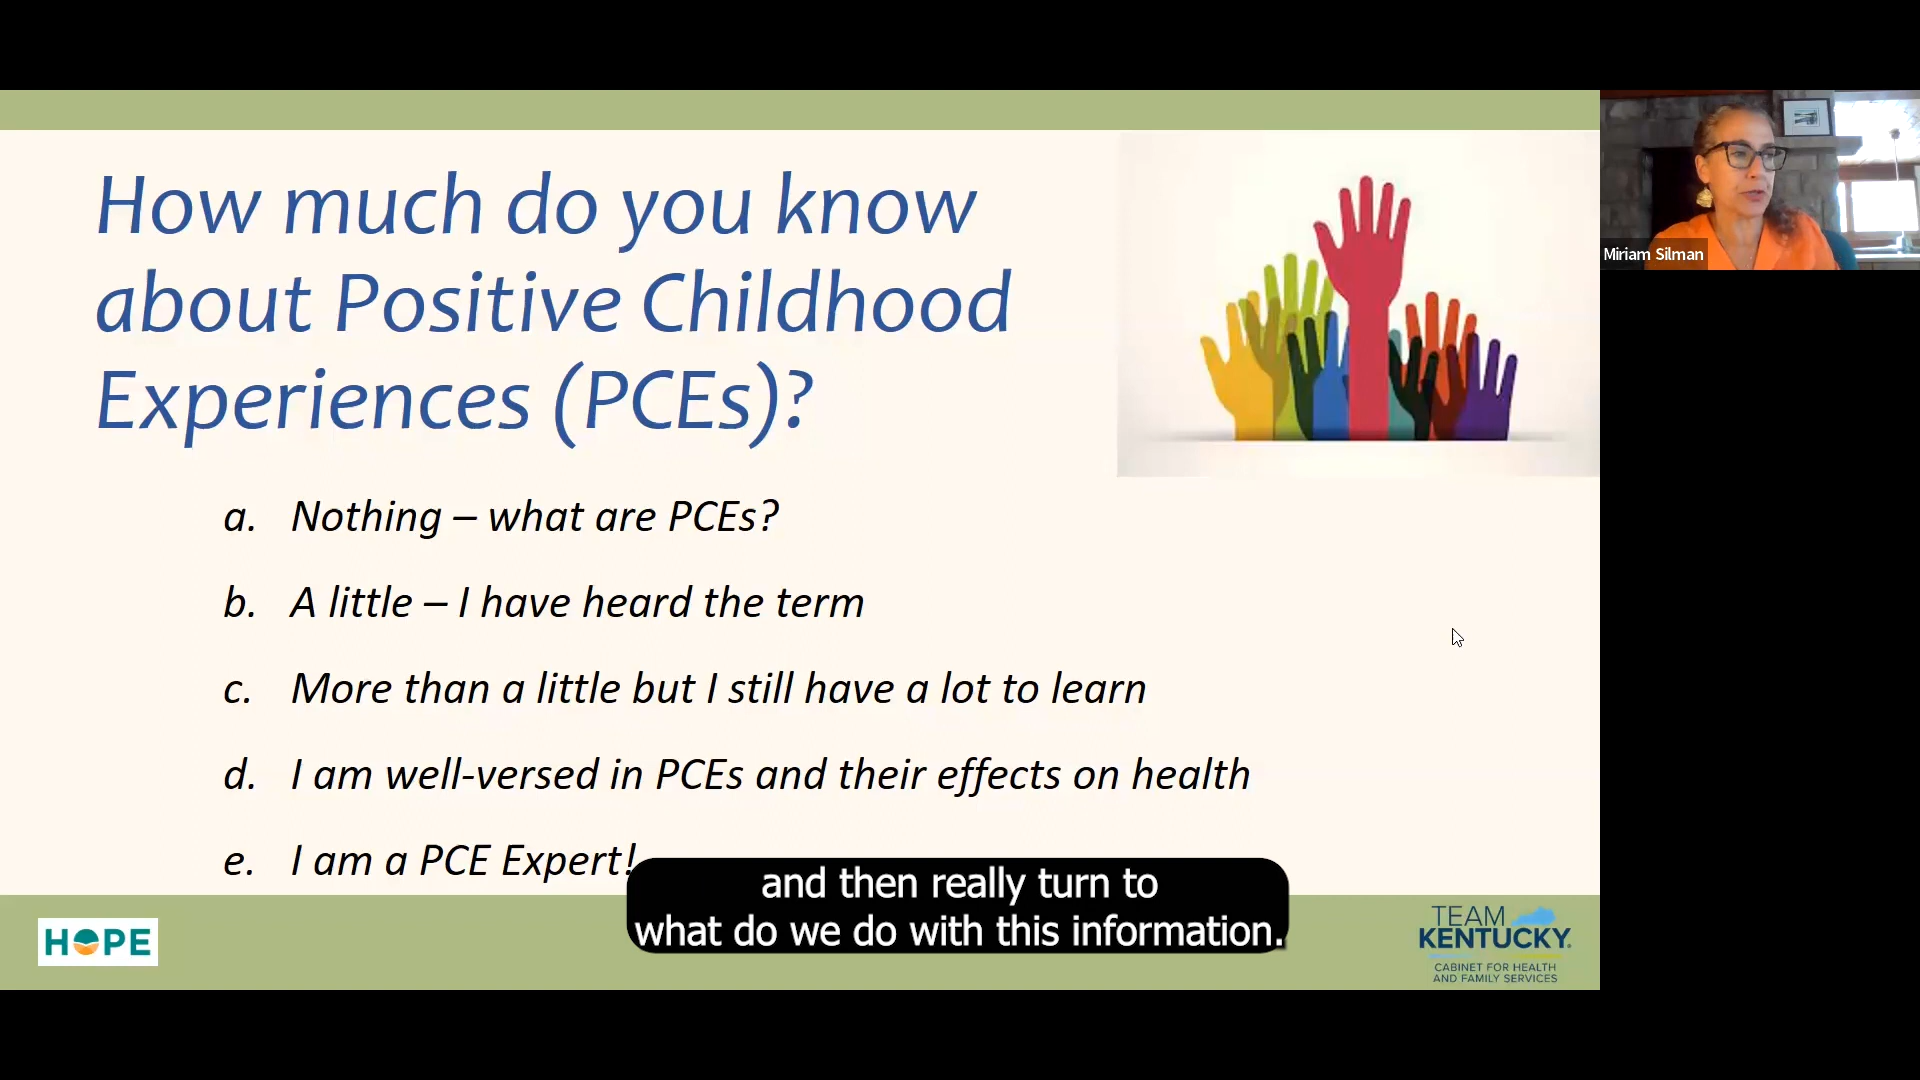 How much do you know
about Positive Childhood
Experiences (PCEs)?
a. Nothing – what are PCEs?
b. A little – I have heard the term
c. More than a little but I still have a lot to learn
d. I am well-versed in PCEs and their effects on health
e. I am a PCE Expert!
and then really turn to
what do we do with this information.
HOPE
TEAM
KENTUCKY
CABINET FOR HEALTH
AND FAMILY SERVICES
Miriam Silman